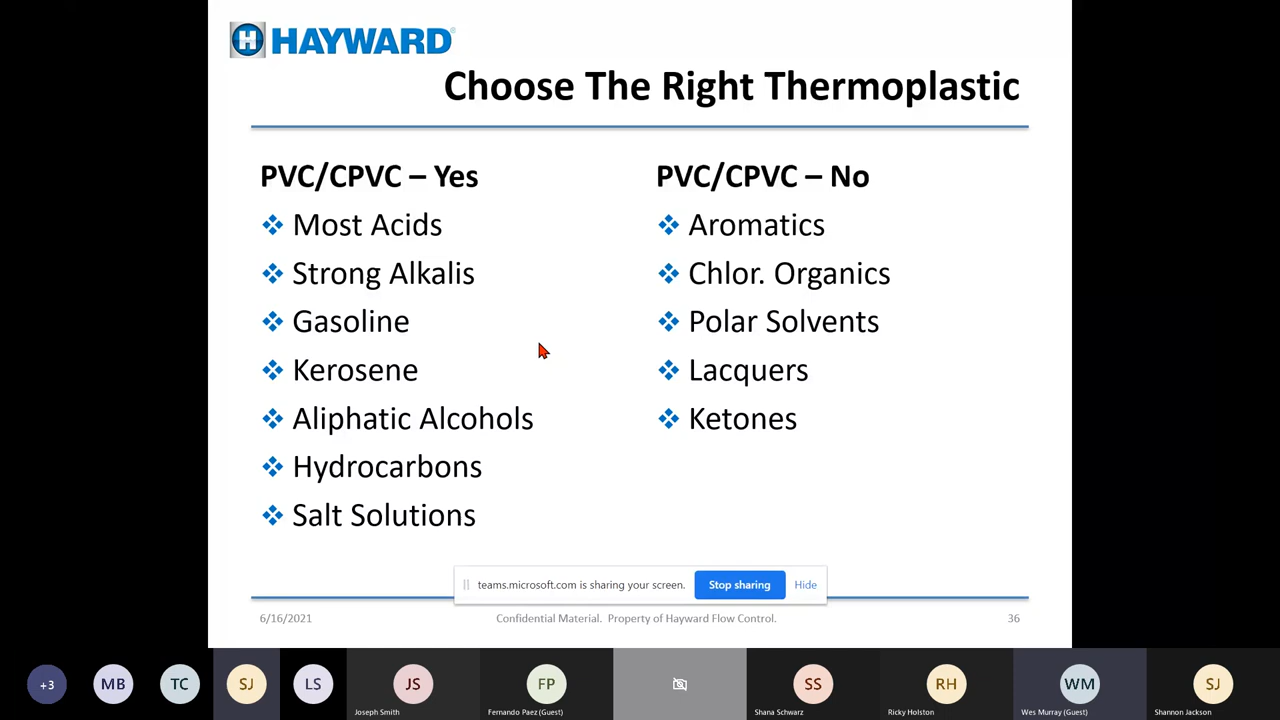 H HAYWARD
Choose The Right Thermoplastic
PVC/CPVC – Yes
Most Acids
Strong Alkalis
Gasoline
Kerosene
Aliphatic Alcohols
Hydrocarbons
Salt Solutions
PVC/CPVC – No
Aromatics
Chlor. Organics
Polar Solvents
Lacquers
Ketones
teams.microsoft.com is sharing your screen. Stop sharing Hide
6/16/2021 Confidential Material. Property of Hayward Flow Control. 36
+3 MB TC SJ LS JS FP SS RH WM SJ
Joseph Smith Fernando Paez (Guest) Shana Schwarz Ricky Holston Wes Murray (Guest) Shannon Jackson